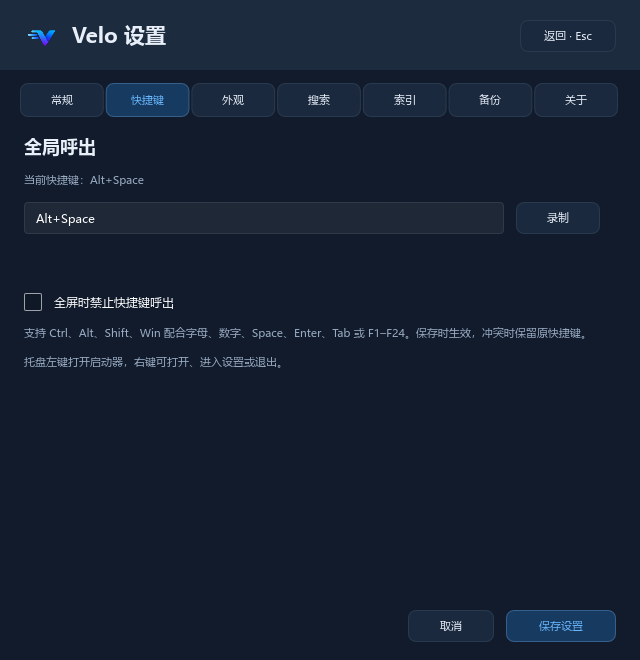 Velo 设置
返回 · Esc
常规 快捷键 外观 搜索 索引 备份 关于
全局呼出
当前快捷键：Alt+Space
Alt+Space 录制
全屏时禁止快捷键呼出
支持 Ctrl、Alt、Shift、Win 配合字母、数字、Space、Enter、Tab 或 F1–F24。保存时生效，冲突时保留原快捷键。
托盘左键打开启动器，右键可打开、进入设置或退出。
取消 保存设置